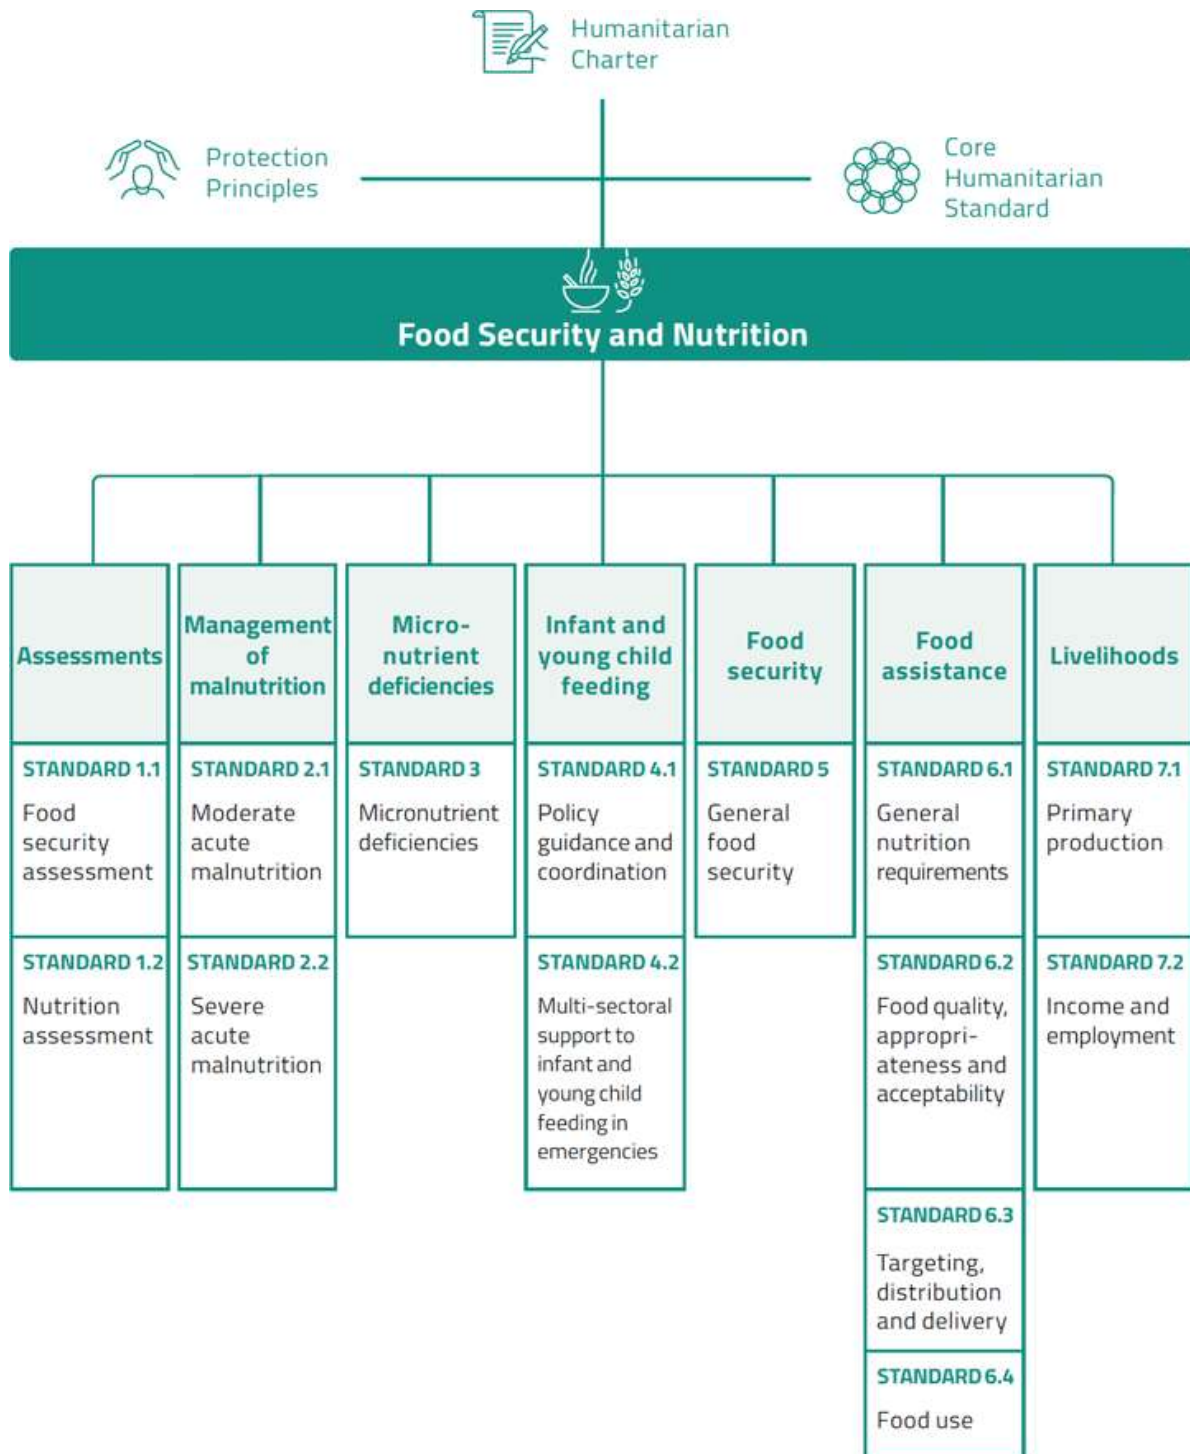 Humanitarian
Charter
Protection
Principles
Core
Humanitarian
Standard
Food Security and Nutrition
Assessments
Management
of
malnutrition
Micro-
nutrient
deficiencies
Infant and
young child
feeding
Food
security
Food
assistance
Livelihoods
STANDARD 1.1
Food
security
assessment
STANDARD 1.2
Nutrition
assessment
STANDARD 2.1
Moderate
acute
malnutrition
STANDARD 2.2
Severe
acute
malnutrition
STANDARD 3
Micronutrient
deficiencies
STANDARD 4.1
Policy
guidance and
coordination
STANDARD 4.2
Multi-sectoral
support to
infant and
young child
feeding in
emergencies
STANDARD 5
General
food
security
STANDARD 6.1
General
nutrition
requirements
STANDARD 6.2
Food quality,
appropri-
ateness and
acceptability
STANDARD 6.3
Targeting,
distribution
and delivery
STANDARD 6.4
Food use
STANDARD 7.1
Primary
production
STANDARD 7.2
Income and
employment